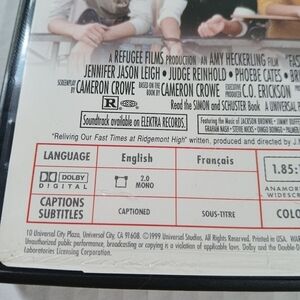 A REFUGEE FILMS PRODUCTION AN AMY HECKERLING FILM "FAST
JENNIFER JASON LEIGH • JUDGE REINHOLD • PHOEBE CATES • BR
SCREENPLAY BY CAMERON CROWE BASED ON THE BOOK BY CAMERON CROWE EXECUTIVE PRODUCER C.O. ERICKSON
R Read the SIMON and SCHUSTER book A UNIVERSAL
Soundtrack available on ELEKTRA RECORDS Featuring the Music of JACKSON BROWNE • JIMMY BUFFE
GRAHAM NASH • STEVIE NICKS • OINGO BOINGO • PALMER
"Reliving Our Fast Times at Ridgemont High" written, produced and directed by J.
LANGUAGE English Français 1.85:
DOLBY DIGITAL 2.0 MONO ANAMOR
WIDESCR
CAPTIONS SUBTITLES CAPTIONED SOUS-TITRE COLO
10 Universal City Plaza, Universal City, CA 91608. ©1999 Universal Studios. All Rights Reserved. Printed in USA. WAR
Unauthorized public performance, broadcasting or copying is a violation of applicable laws. Dolby and the Double-D
Laboratories Licensing Corporation.